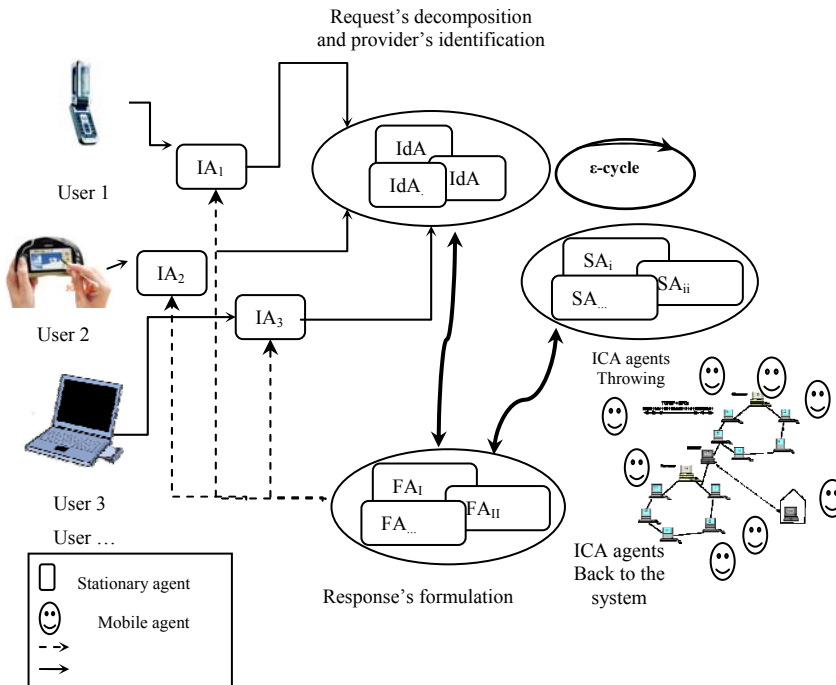 Request's decomposition
and provider's identification
IdA
IdA
IdA.
ε-cycle
IA1
User 1
IA2
SAi
SAii
SA...
User 2
IA3
ICA agents
Throwing
User 3
FAI
FAII
FA...
User …
ICA agents
Back to the
system
Response's formulation
Stationary agent
Mobile agent